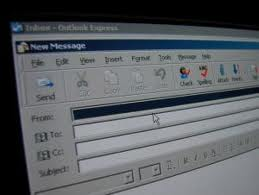 Inbox - Outlook Express
New Message
File Edit View Insert Format Tools Message Help
Send Cut Copy Paste Undo Check Spelling Attach Priority
From:
To:
Cc:
Subject:
B I U